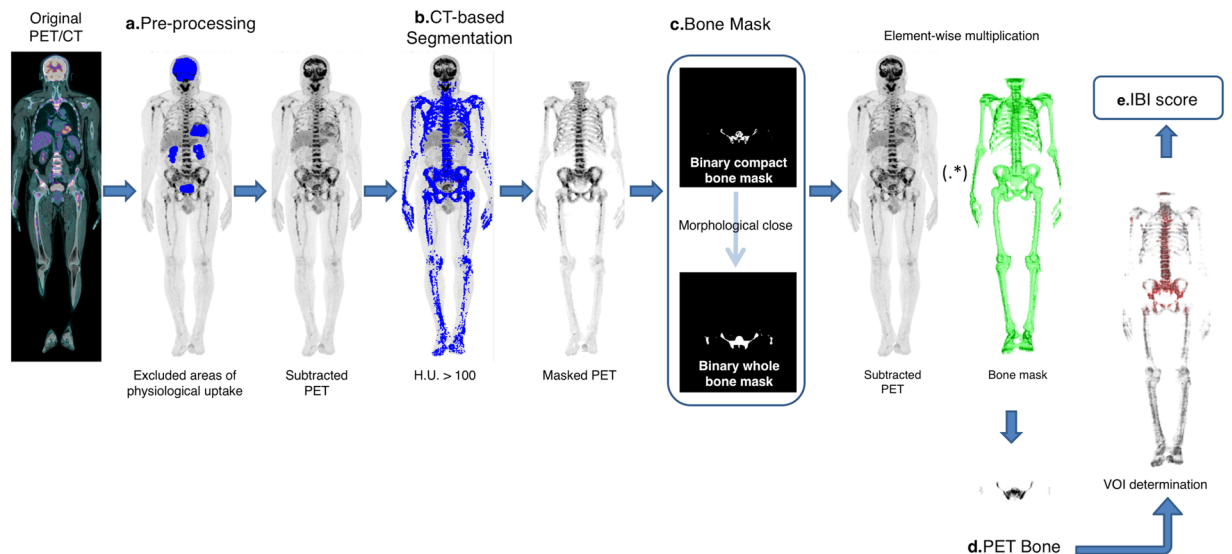 Original
PET/CT
a.Pre-processing
b.CT-based
Segmentation
c.Bone Mask
Element-wise multiplication
e.IBI score
Binary compact
bone mask
(.*)
Morphological close
Binary whole
bone mask
Excluded areas of
physiological uptake
Subtracted
PET
H.U. > 100
Masked PET
Subtracted
PET
Bone mask
VOI determination
d.PET Bone